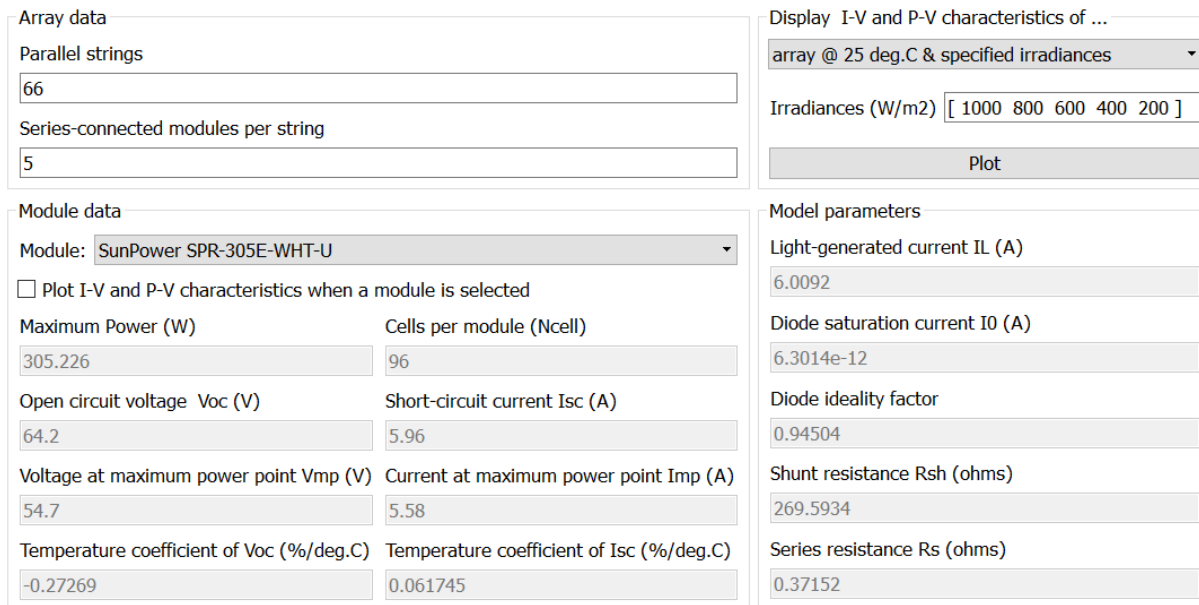 Array data
Parallel strings
66
Series-connected modules per string
5
Display I-V and P-V characteristics of ...
array @ 25 deg.C & specified irradiances
Irradiances (W/m2) [ 1000 800 600 400 200 ]
Plot
Module data
Module: SunPower SPR-305E-WHT-U
Plot I-V and P-V characteristics when a module is selected
Maximum Power (W) Cells per module (Ncell)
305.226 96
Open circuit voltage Voc (V) Short-circuit current Isc (A)
64.2 5.96
Voltage at maximum power point Vmp (V) Current at maximum power point Imp (A)
54.7 5.58
Temperature coefficient of Voc (%/deg.C) Temperature coefficient of Isc (%/deg.C)
-0.27269 0.061745
Model parameters
Light-generated current IL (A)
6.0092
Diode saturation current I0 (A)
6.3014e-12
Diode ideality factor
0.94504
Shunt resistance Rsh (ohms)
269.5934
Series resistance Rs (ohms)
0.37152